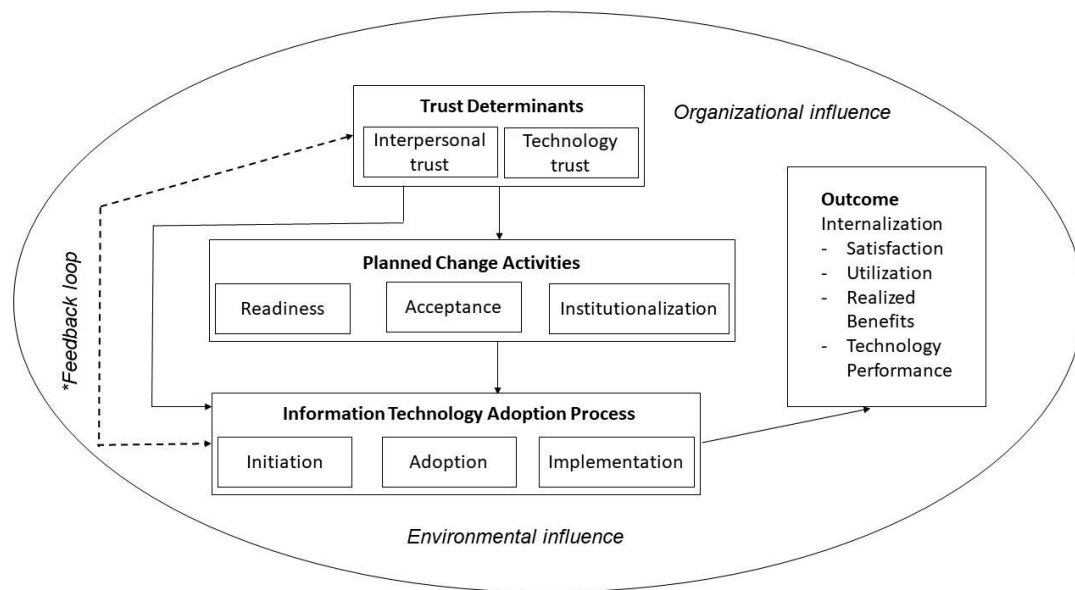 Trust Determinants
Interpersonal
trust
Technology
trust
Organizational influence
Outcome
Internalization
- Satisfaction
- Utilization
- Realized
Benefits
- Technology
Performance
Planned Change Activities
Readiness
Acceptance
Institutionalization
*Feedback loop
Information Technology Adoption Process
Initiation
Adoption
Implementation
Environmental influence